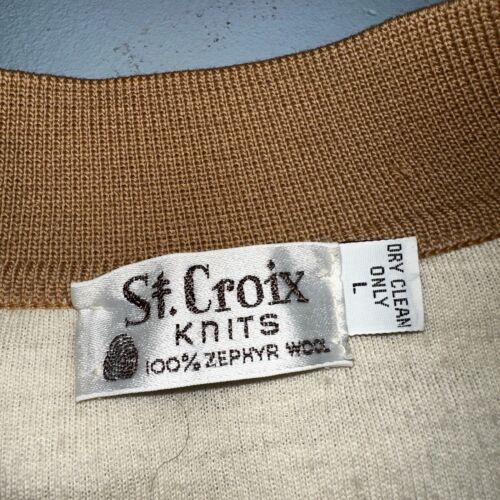 St. Croix
KNITS
100% ZEPHYR WOOL
DRY CLEAN
ONLY
L